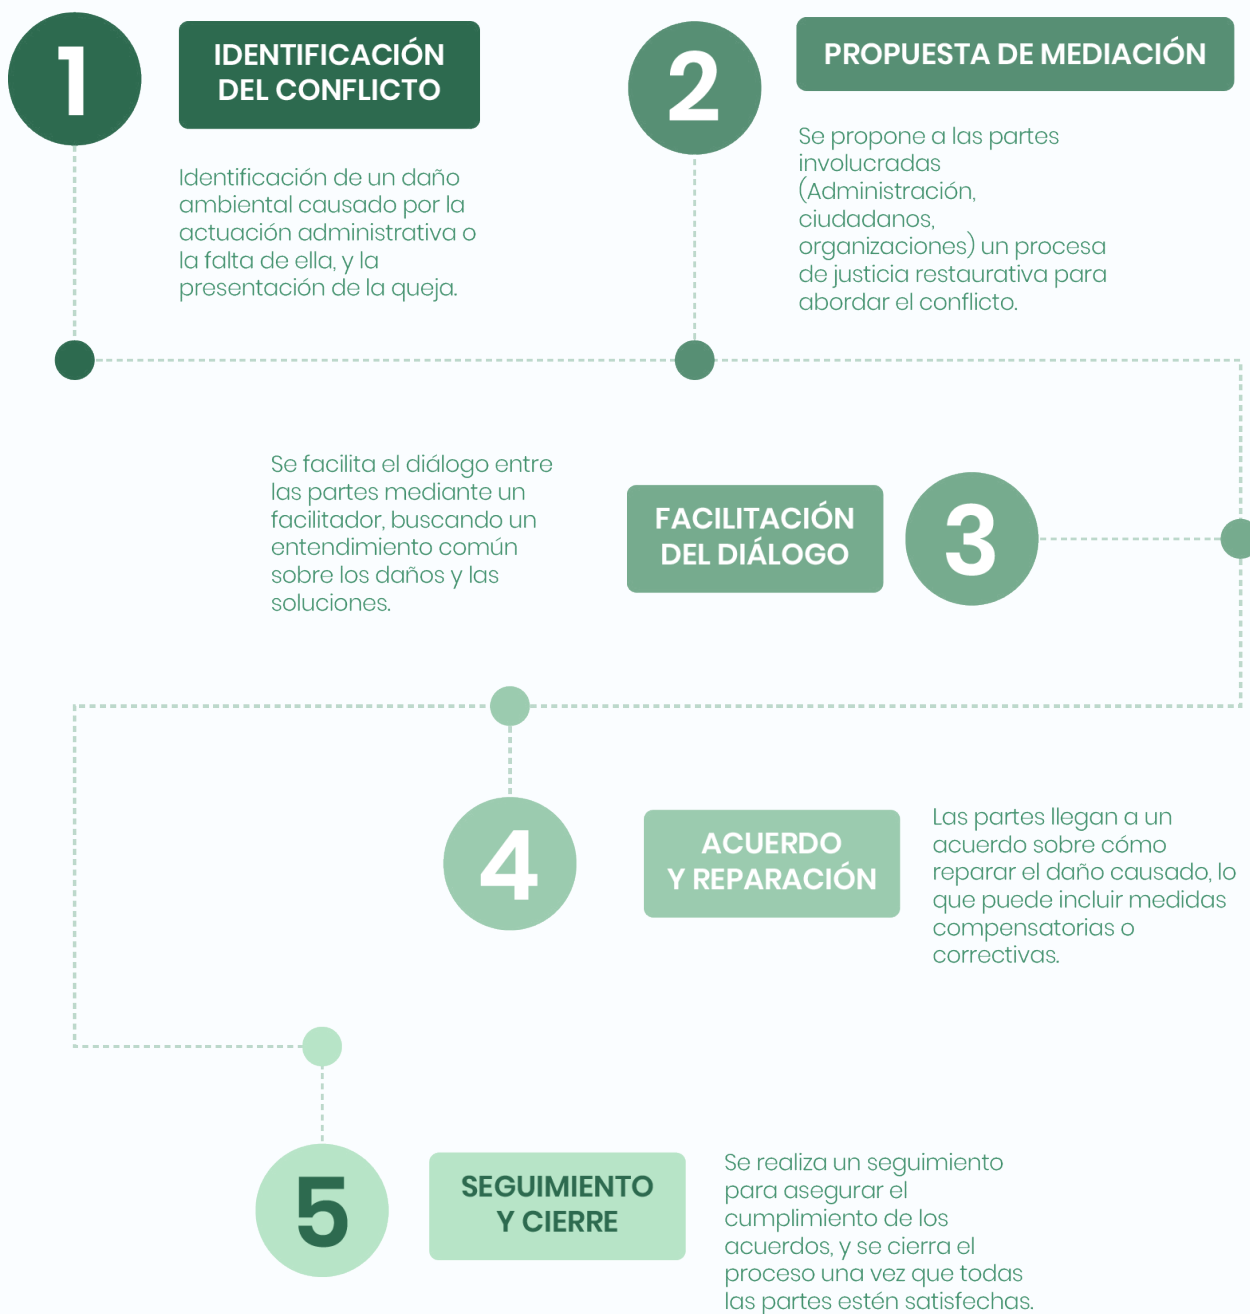 1
IDENTIFICACIÓN
DEL CONFLICTO
Identificación de un daño
ambiental causado por la
actuación administrativa o
la falta de ella, y la
presentación de la queja.
2
PROPUESTA DE MEDIACIÓN
Se propone a las partes
involucradas
(Administración,
ciudadanos,
organizaciones) un procesa
de justicia restaurativa para
abordar el conflicto.
Se facilita el diálogo entre
las partes mediante un
facilitador, buscando un
entendimiento común
sobre los daños y las
soluciones.
FACILITACIÓN
DEL DIÁLOGO
3
4
ACUERDO
Y REPARACIÓN
Las partes llegan a un
acuerdo sobre cómo
reparar el daño causado, lo
que puede incluir medidas
compensatorias o
correctivas.
5
SEGUIMIENTO
Y CIERRE
Se realiza un seguimiento
para asegurar el
cumplimiento de los
acuerdos, y se cierra el
proceso una vez que todas
las partes estén satisfechas.